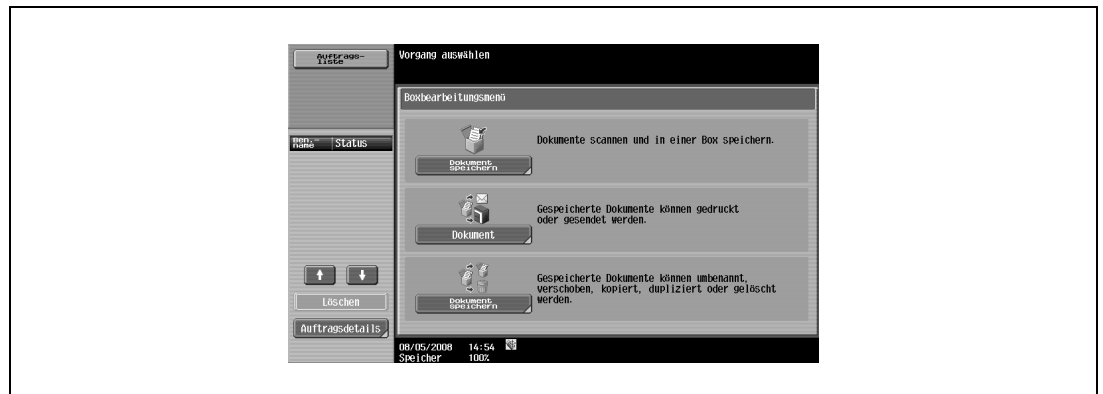 Auftrags-
liste
Vorgang auswählen
Boxbearbeitungsmenü
Ben.-
name
Status
Dokumente scannen und in einer Box speichern.
Dokument
speichern
Gespeicherte Dokumente können gedruckt
oder gesendet werden.
Dokument
Gespeicherte Dokumente können umbenannt,
verschoben, kopiert, dupliziert oder gelöscht
werden.
Dokument
speichern
Löschen
Auftragsdetails
08/05/2008 14:54
Speicher 100%